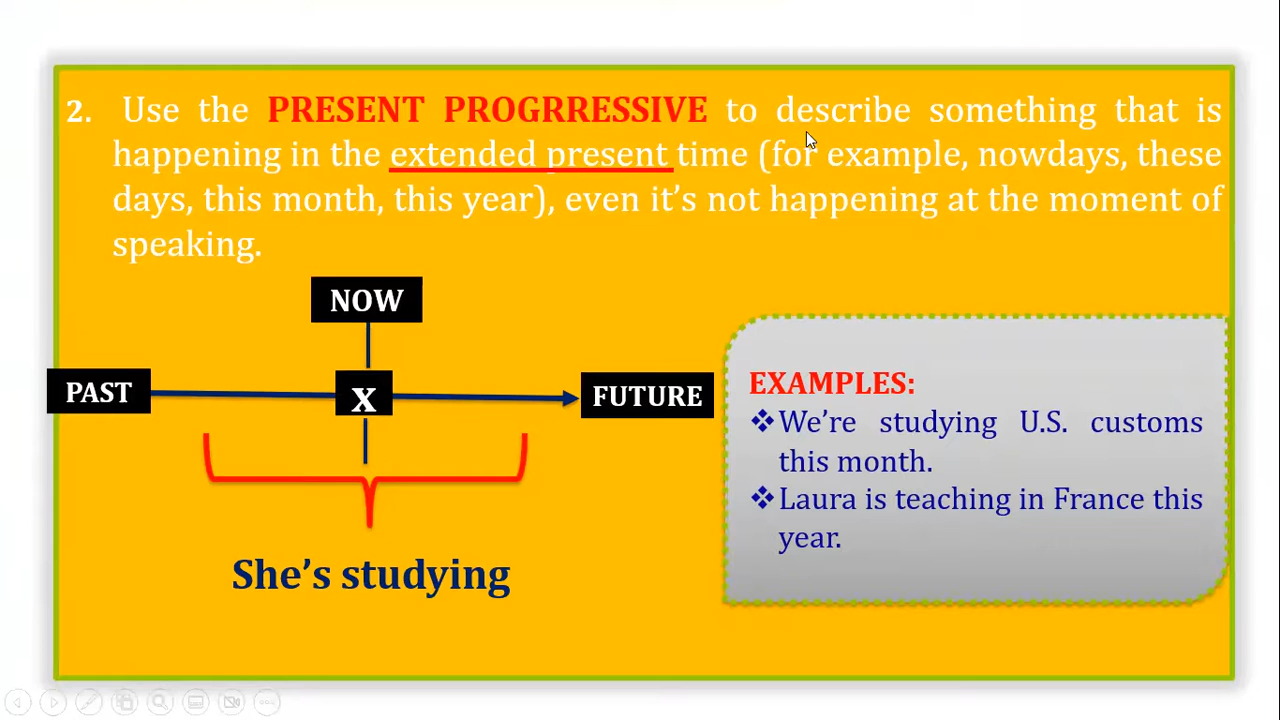 2. Use the PRESENT PROGRRESSIVE to describe something that is
happening in the extended present time (for example, nowdays, these
days, this month, this year), even it’s not happening at the moment of
speaking.
NOW
PAST
X
FUTURE
She’s studying
EXAMPLES:
❖We’re studying U.S. customs
this month.
❖Laura is teaching in France this
year.